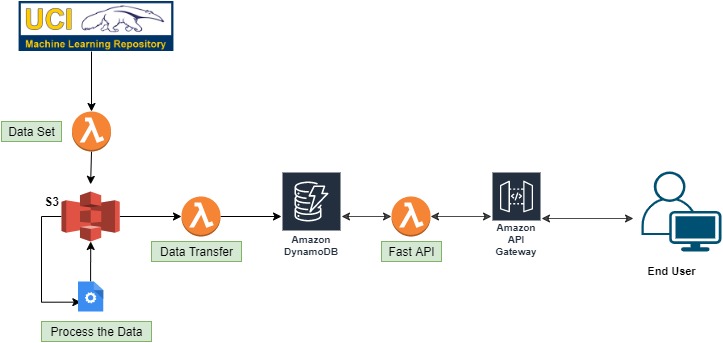 UCI
Machine Learning Repository
Data Set
S3
Data Transfer
Amazon
DynamoDB
Fast API
Amazon
API
Gateway
End User
Process the Data